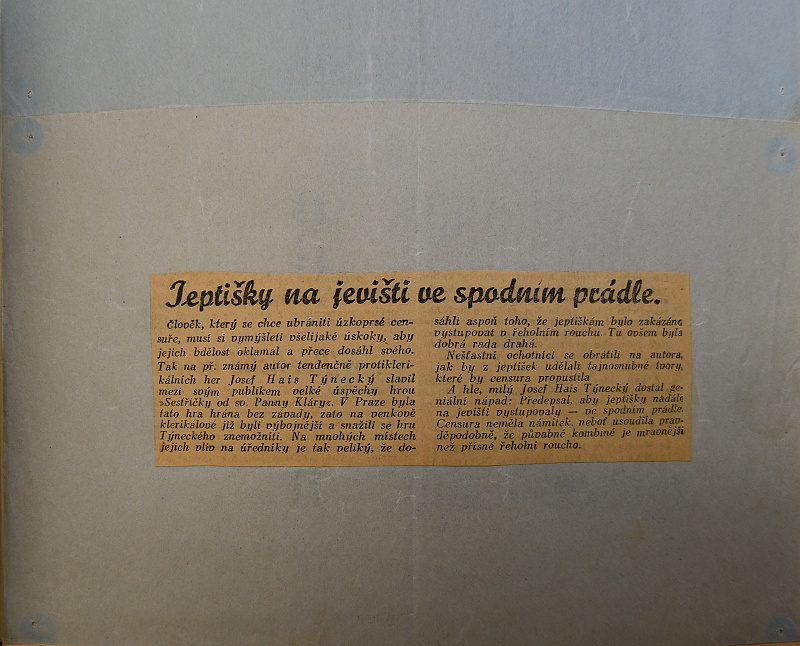 Jeptišky na jevišti ve spodním prádle.
Člověk, který se chce ubrániti úzkoprsé cen-
suře, musí si vymýšleti všelijaké úskoky, aby
jejich bdělost oklamal a přece dosáhl svého.
Tak na př. známý autor tendenčně protikleri-
kálních her Josef Hais Týnecký slavil
mezi svým publikem velké úspěchy hrou
»Sestřičky od sv. Panny Kláry«. V Praze byla
tato hra hrána bez závady, zato na venkově
klerikálové již byli výbojnější a snažili se hru
Týneckého znemožniti. Na mnohých místech
jejich vliv na úředníky je tak veliký, že do-
sáhli aspoň toho, že jeptiškám bylo zakázáno
vystupovat v řeholním rouchu. Tu ovšem byla
dobrá rada drahá.
Nešťastní ochotníci se obrátili na autora,
jak by z jeptišek udělali tajnosnubné tvory,
které by censura propustila
A hle, milý Josef Hais Týnecký dostal ge-
niální nápad: Předepsal, aby jeptišky nadále
na jevišti vystupovaly — ve spodním prádle.
Censura neměla námitek, neboť usoudila prav-
děpodobně, že půvabné kombiné je mravnější
než přísné řeholní roucho.